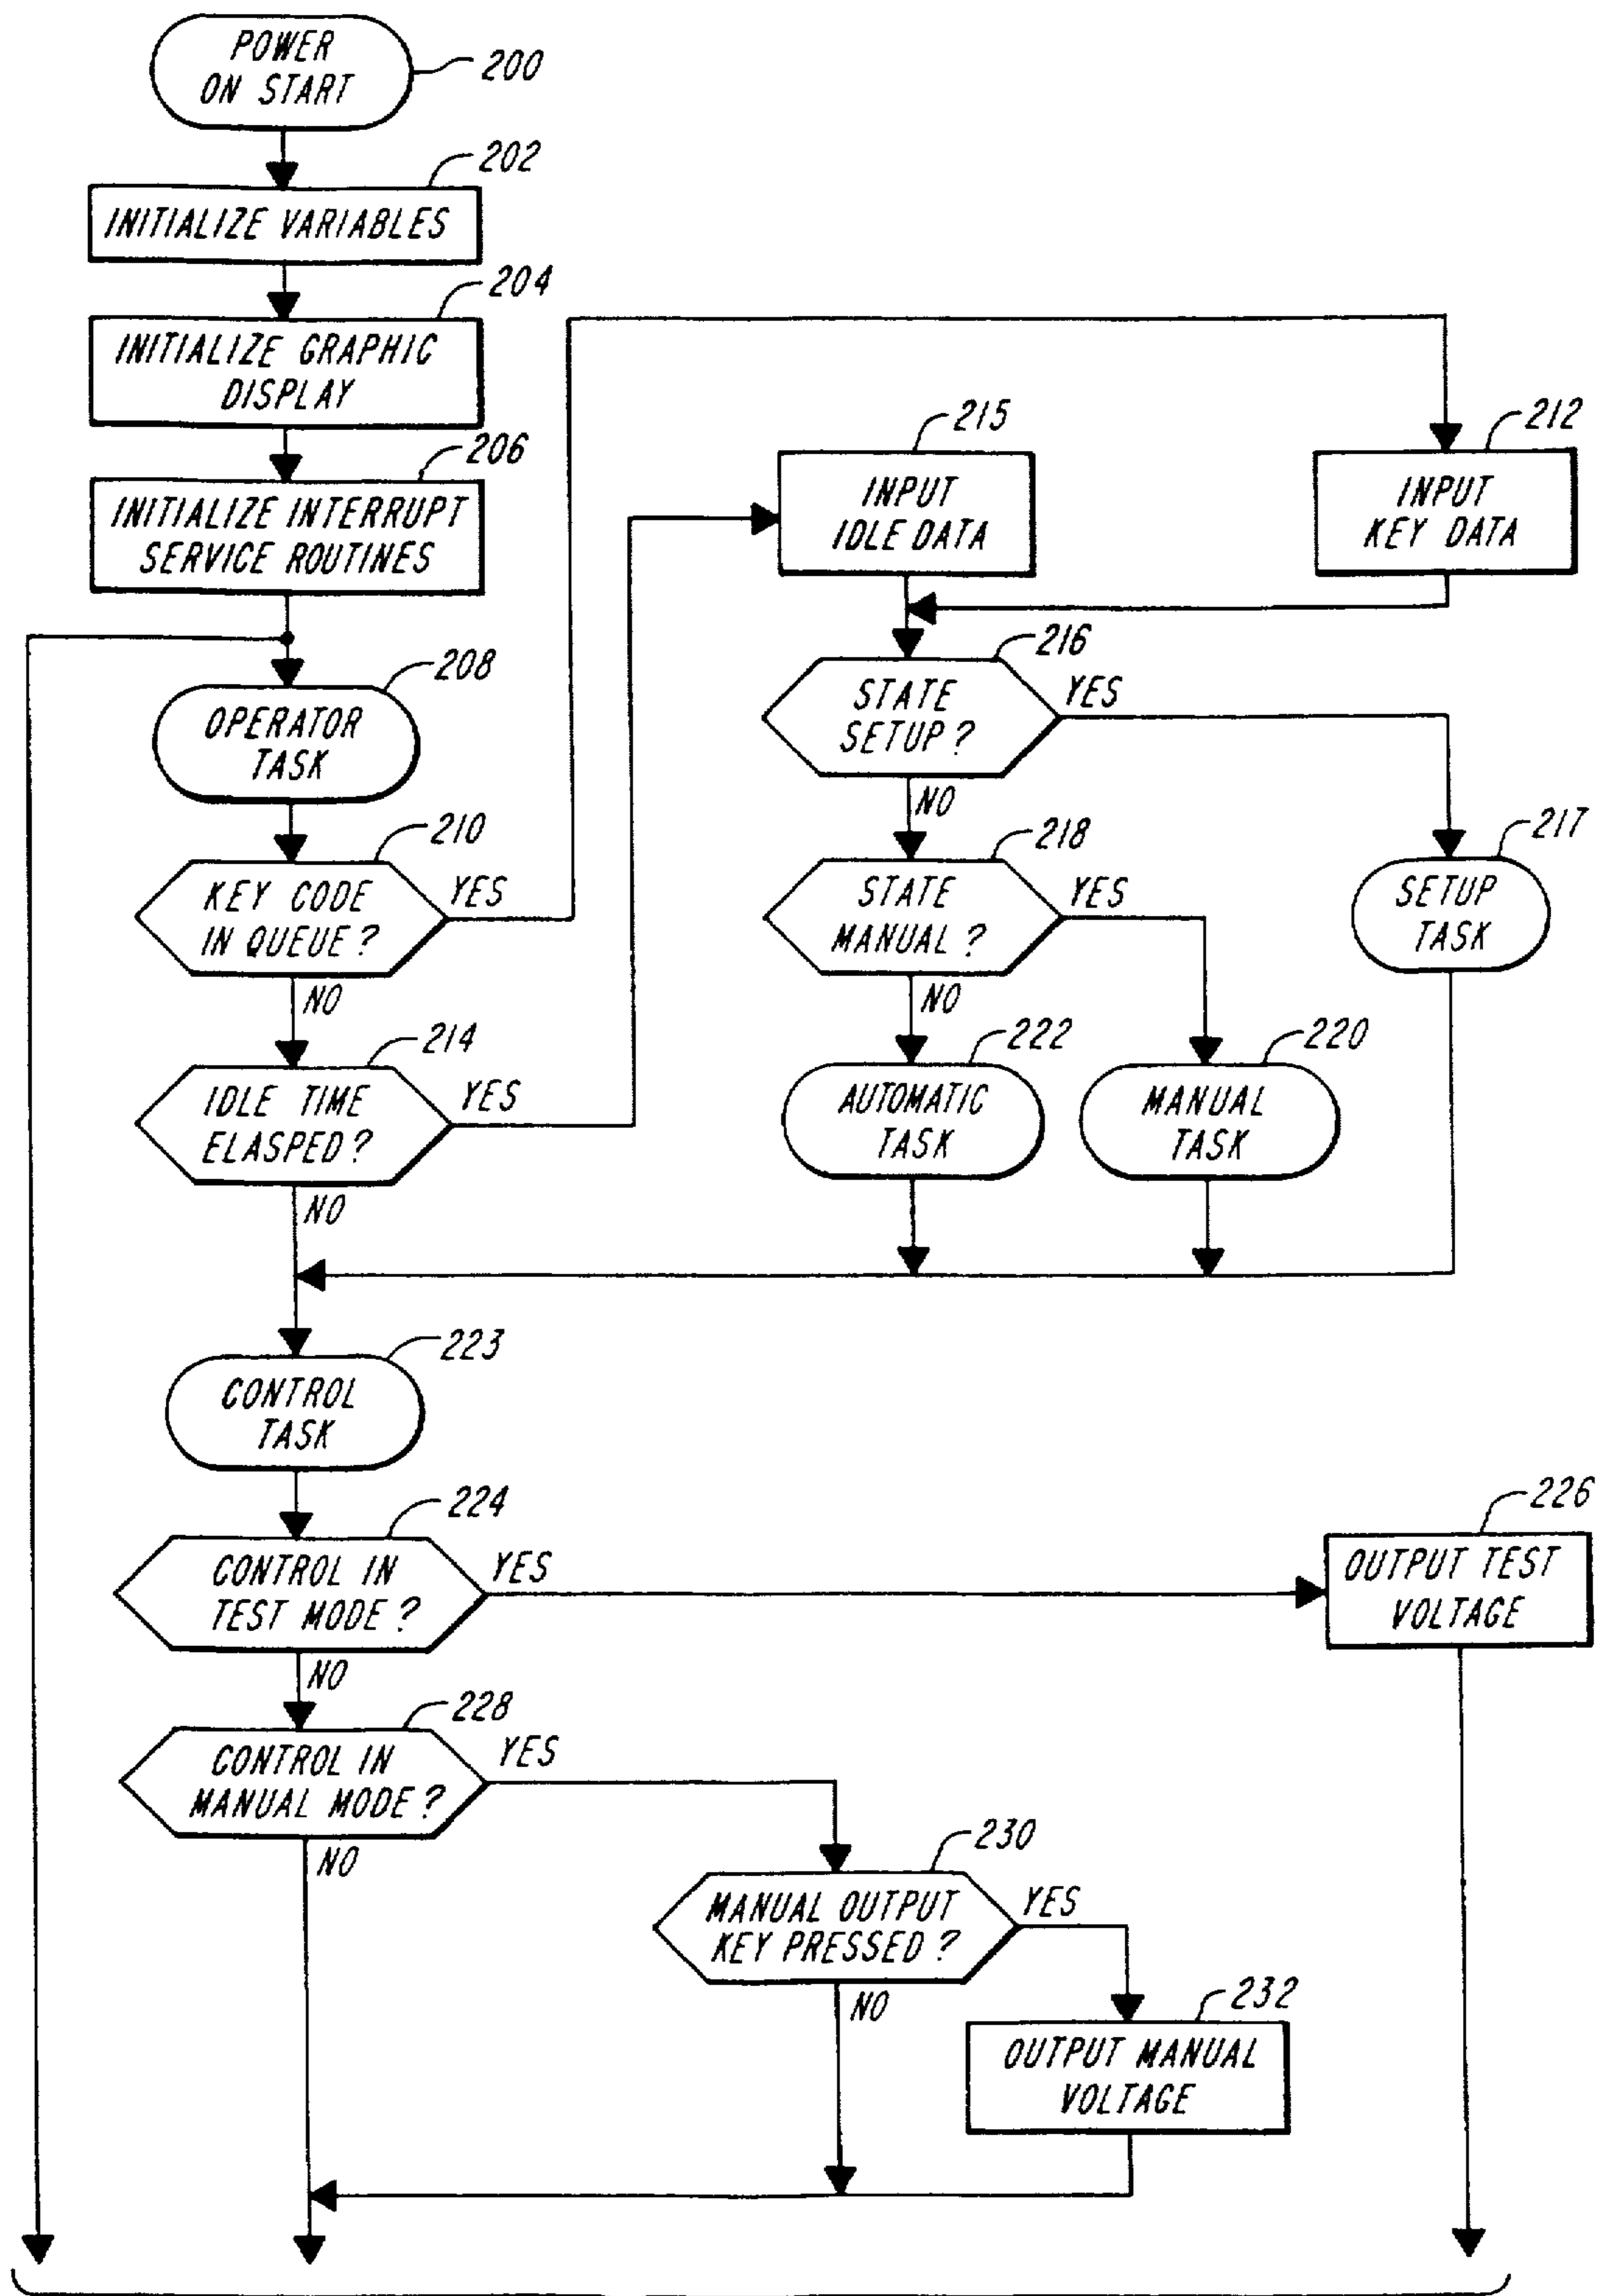 POWER
ON START
200
202
INITIALIZE VARIABLES
204
INITIALIZE GRAPHIC
DISPLAY
206
INITIALIZE INTERRUPT
SERVICE ROUTINES
215
INPUT
IDLE DATA
212
INPUT
KEY DATA
208
OPERATOR
TASK
216
STATE
SETUP?
YES
NO
210
KEY CODE
IN QUEUE?
YES
NO
218
STATE
MANUAL?
YES
NO
217
SETUP
TASK
214
IDLE TIME
ELASPED?
YES
NO
222
AUTOMATIC
TASK
220
MANUAL
TASK
223
CONTROL
TASK
224
CONTROL IN
TEST MODE?
YES
NO
226
OUTPUT TEST
VOLTAGE
228
CONTROL IN
MANUAL MODE?
YES
NO
230
MANUAL OUTPUT
KEY PRESSED?
YES
NO
232
OUTPUT MANUAL
VOLTAGE